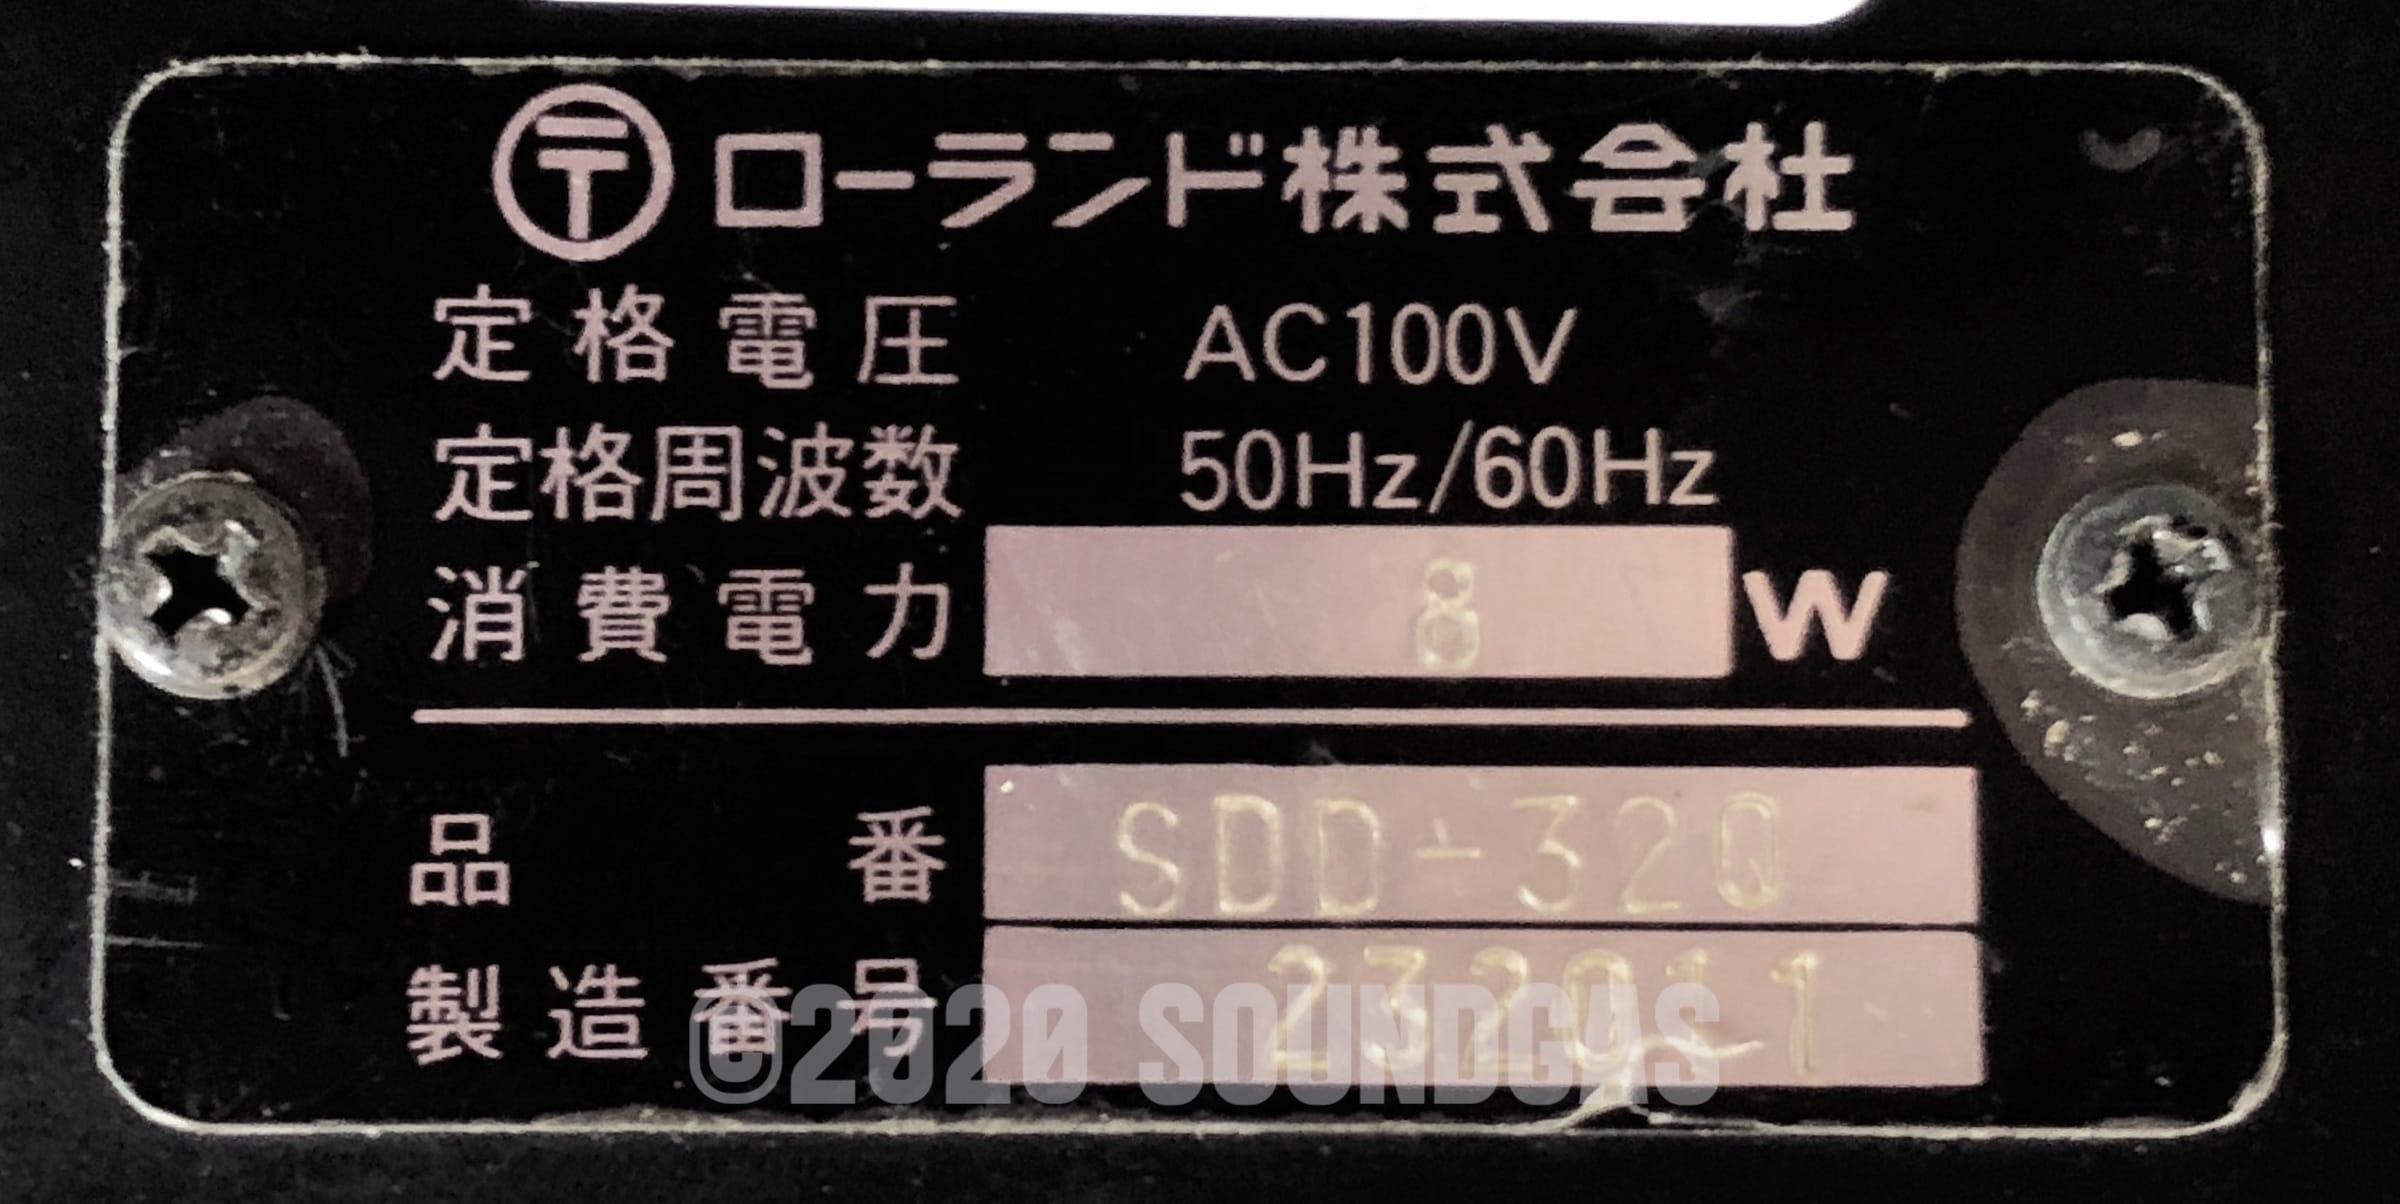 〒 ローランド株式会社
定格電圧 AC100V
定格周波数 50Hz/60Hz
消費電力 8 W
品番 SDD-320
製造番号 232011
©2020 SOUNDGAS